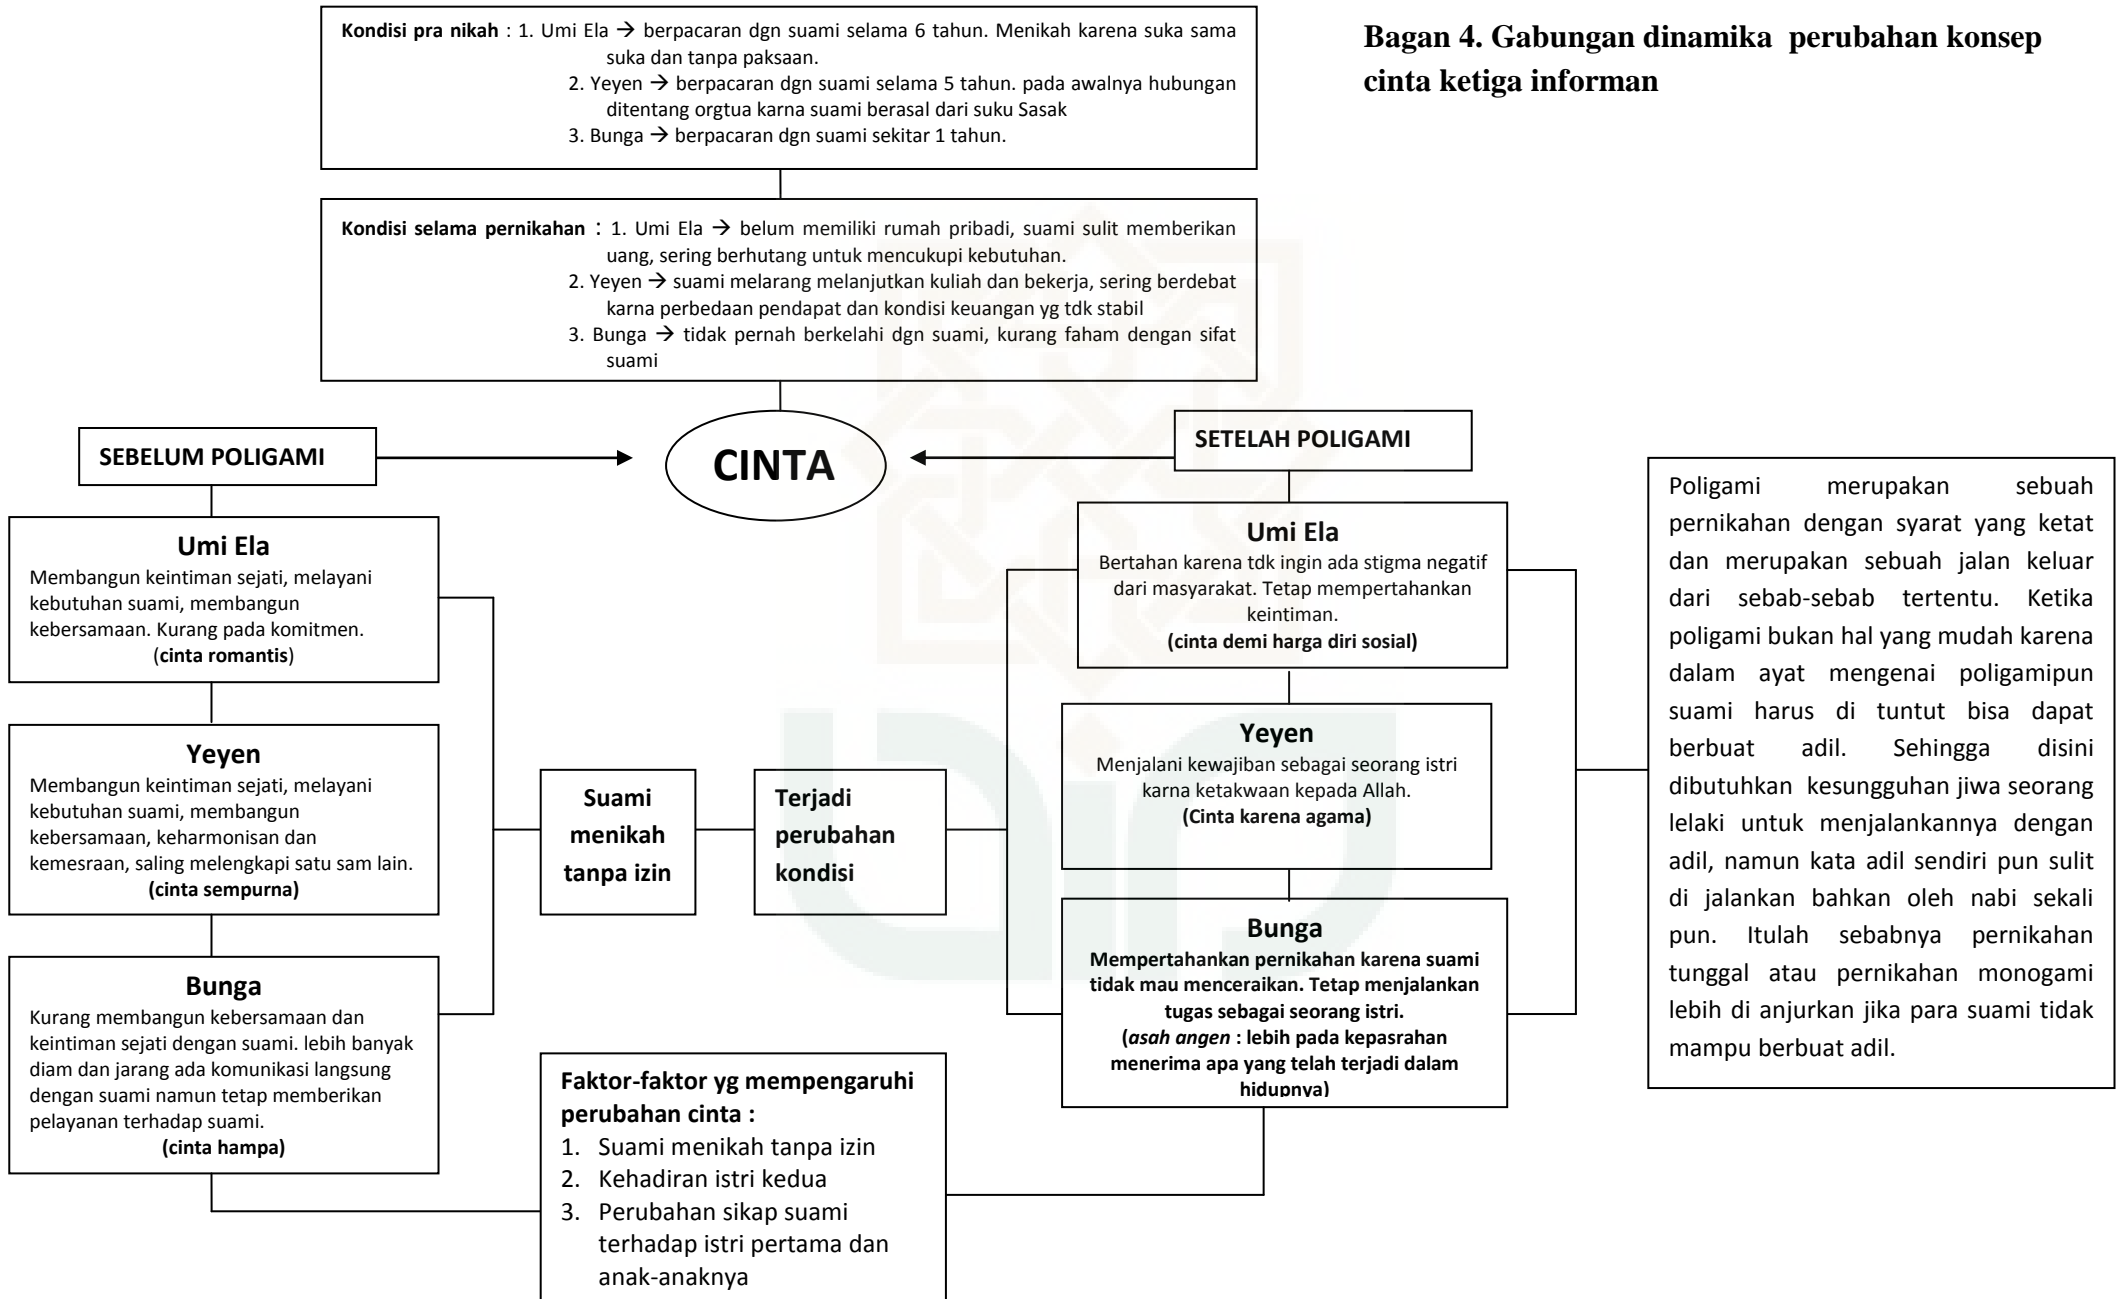 Bagan 4. Gabungan dinamika perubahan konsep
cinta ketiga informan
Kondisi pra nikah : 1. Umi Ela → berpacaran dgn suami selama 6 tahun. Menikah karena suka sama
suka dan tanpa paksaan.
2. Yeyen → berpacaran dgn suami selama 5 tahun. pada awalnya hubungan
ditentang orgtua karna suami berasal dari suku Sasak
3. Bunga → berpacaran dgn suami sekitar 1 tahun.
Kondisi selama pernikahan : 1. Umi Ela → belum memiliki rumah pribadi, suami sulit memberikan
uang, sering berhutang untuk mencukupi kebutuhan.
2. Yeyen → suami melarang melanjutkan kuliah dan bekerja, sering berdebat
karna perbedaan pendapat dan kondisi keuangan yg tdk stabil
3. Bunga → tidak pernah berkelahi dgn suami, kurang faham dengan sifat
suami
SEBELUM POLIGAMI
CINTA
SETELAH POLIGAMI
Umi Ela
Membangun keintiman sejati, melayani
kebutuhan suami, membangun
kebersamaan. Kurang pada komitmen.
(cinta romantis)
Yeyen
Membangun keintiman sejati, melayani
kebutuhan suami, membangun
kebersamaan, keharmonisan dan
kemesraan, saling melengkapi satu sam lain.
(cinta sempurna)
Bunga
Kurang membangun kebersamaan dan
keintiman sejati dengan suami. lebih banyak
diam dan jarang ada komunikasi langsung
dengan suami namun tetap memberikan
pelayanan terhadap suami.
(cinta hampa)
Suami
menikah
tanpa izin
Terjadi
perubahan
kondisi
Faktor-faktor yg mempengaruhi
perubahan cinta :
1. Suami menikah tanpa izin
2. Kehadiran istri kedua
3. Perubahan sikap suami
terhadap istri pertama dan
anak-anaknya
Umi Ela
Bertahan karena tdk ingin ada stigma negatif
dari masyarakat. Tetap mempertahankan
keintiman.
(cinta demi harga diri sosial)
Yeyen
Menjalani kewajiban sebagai seorang istri
karna ketakwaan kepada Allah.
(Cinta karena agama)
Bunga
Mempertahankan pernikahan karena suami
tidak mau menceraikan. Tetap menjalankan
tugas sebagai seorang istri.
(asah angen : lebih pada kepasrahan
menerima apa yang telah terjadi dalam
hidupnya)
Poligami merupakan sebuah
pernikahan dengan syarat yang ketat
dan merupakan sebuah jalan keluar
dari sebab-sebab tertentu. Ketika
poligami bukan hal yang mudah karena
dalam ayat mengenai poligamipun
suami harus di tuntut bisa dapat
berbuat adil. Sehingga disini
dibutuhkan kesungguhan jiwa seorang
lelaki untuk menjalankannya dengan
adil, namun kata adil sendiri pun sulit
di jalankan bahkan oleh nabi sekali
pun. Itulah sebabnya pernikahan
tunggal atau pernikahan monogami
lebih di anjurkan jika para suami tidak
mampu berbuat adil.